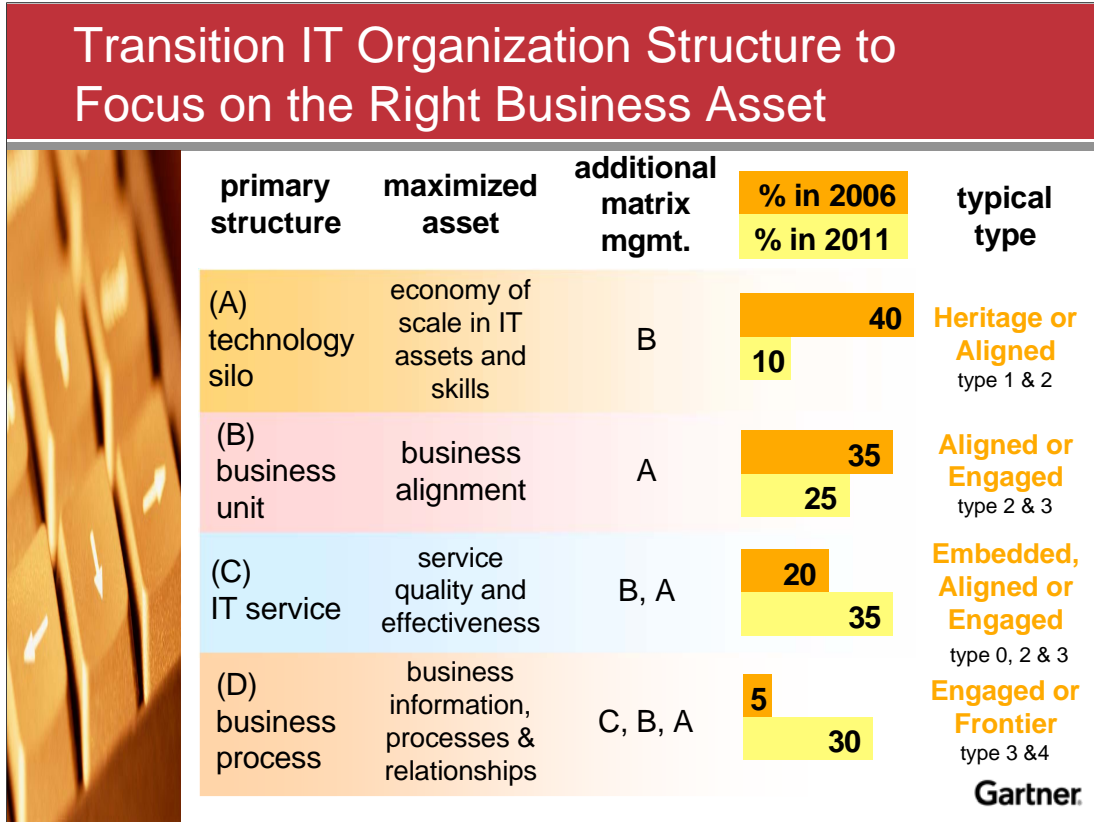 Transition IT Organization Structure to
Focus on the Right Business Asset
primary
structure
maximized
asset
additional
matrix
mgmt.
% in 2006
% in 2011
typical
type
(A)
technology
silo
economy of
scale in IT
assets and
skills
B
40
10
Heritage or
Aligned
type 1 & 2
(B)
business
unit
business
alignment
A
35
25
Aligned or
Engaged
type 2 & 3
(C)
IT service
service
quality and
effectiveness
B, A
20
35
Embedded,
Aligned or
Engaged
type 0, 2 & 3
(D)
business
process
business
information,
processes &
relationships
C, B, A
5
30
Engaged or
Frontier
type 3 &4
Gartner.